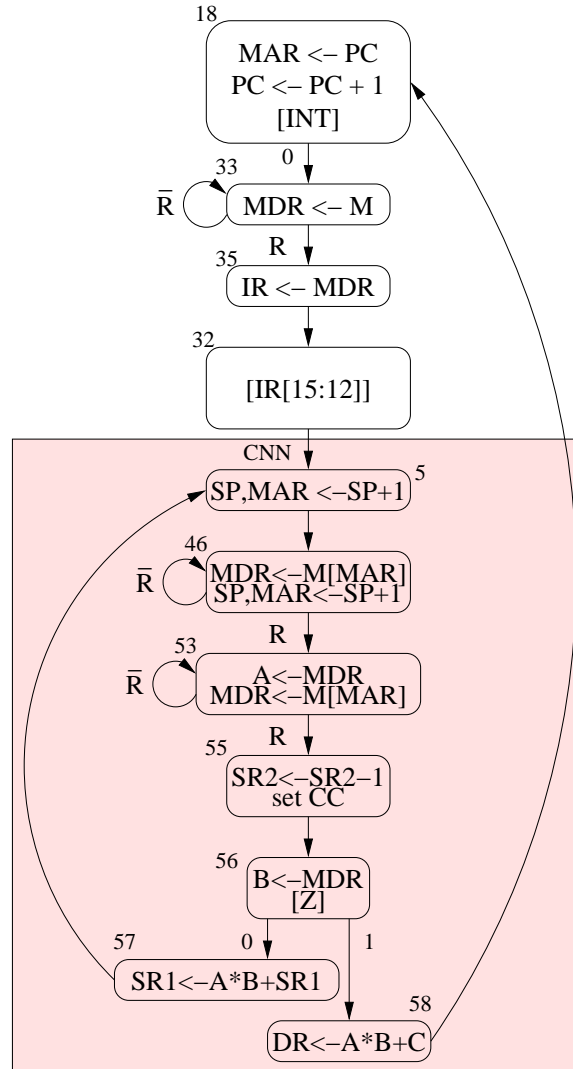 18
MAR <– PC
PC <– PC + 1
[INT]
0
33
R̅
MDR <– M
R
35
IR <– MDR
32
[IR[15:12]]
CNN
5
SP,MAR <–SP+1
46
R̅
MDR<–M[MAR]
SP,MAR<–SP+1
R
53
R̅
A<–MDR
MDR<–M[MAR]
R
55
SR2<–SR2–1
set CC
56
B<–MDR
[Z]
57
0
1
SR1<–A*B+SR1
58
DR<–A*B+C